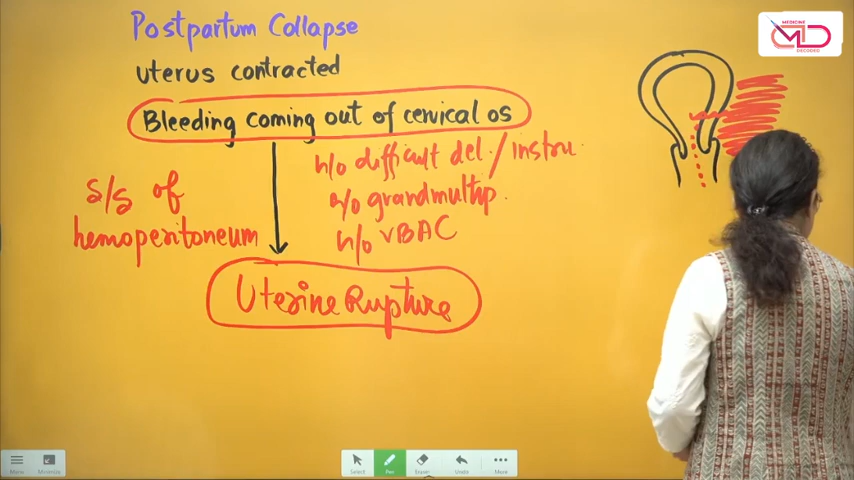 Postpartum Collapse
uterus contracted
Bleeding coming out of cervical os
h/o difficult del./instru
s/s of
hemoperitoneum
h/o grandmultip.
h/o VBAC
Uterine Rupture
MEDICINE
MD
DECODED
Menu
Minimize
Select
Pen
Eraser
Undo
More